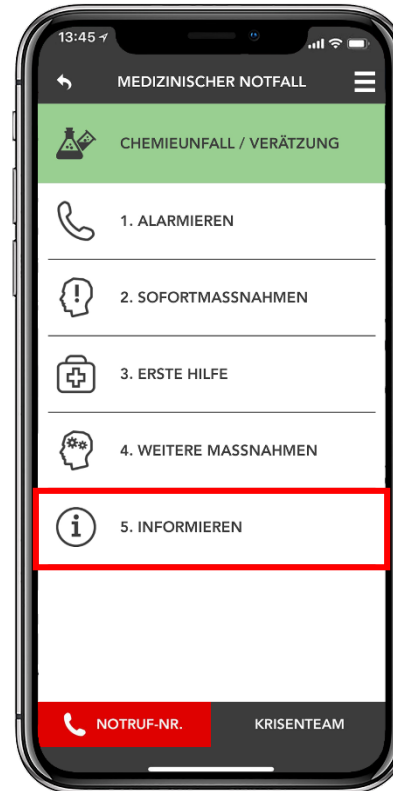 13:45
MEDIZINISCHER NOTFALL
CHEMIEUNFALL / VERÄTZUNG
1. ALARMIEREN
2. SOFORTMASSNAHMEN
3. ERSTE HILFE
4. WEITERE MASSNAHMEN
5. INFORMIEREN
NOTRUF-NR. KRISENTEAM